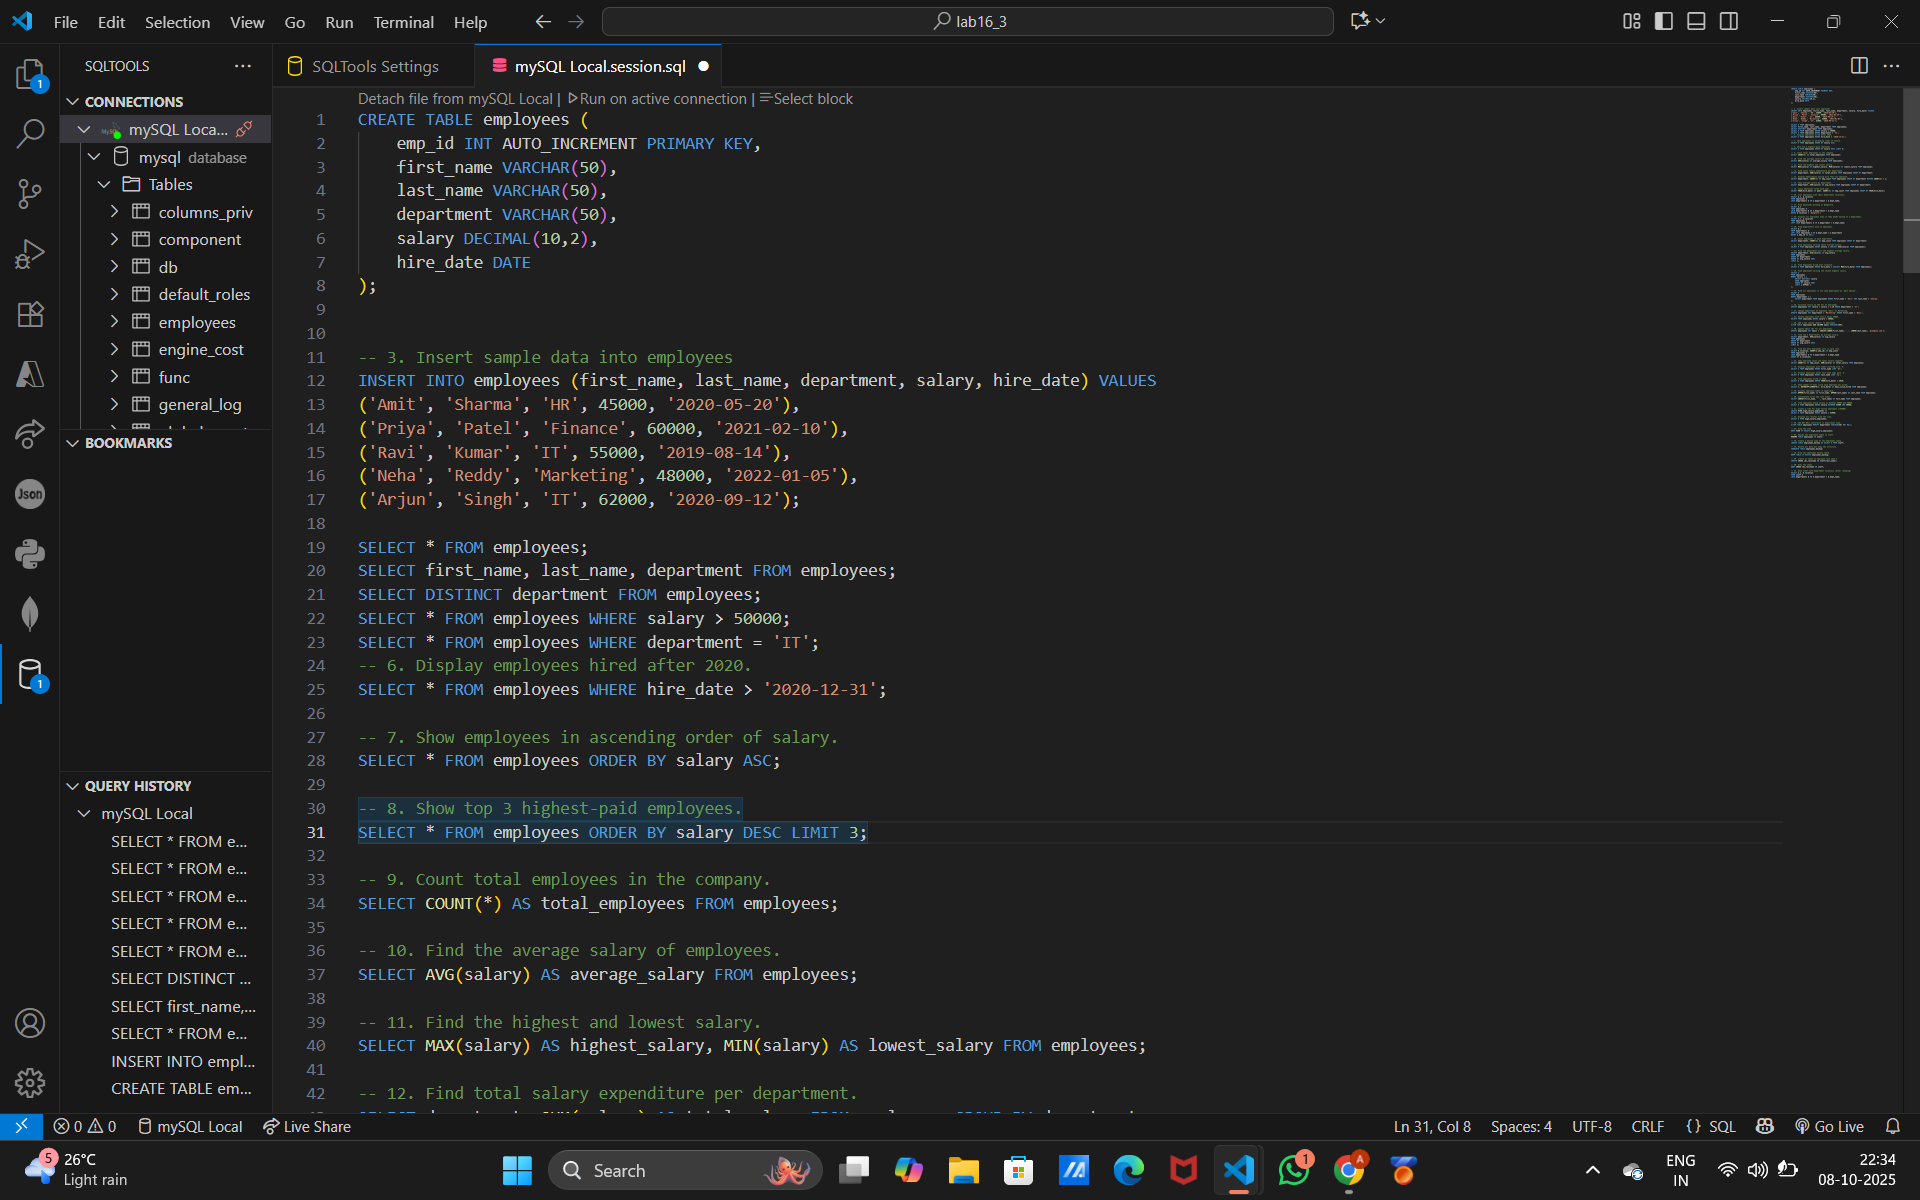 File Edit Selection View Go Run Terminal Help
lab16_3
SQLTOOLS
SQLTools Settings
mySQL Local.session.sql
CONNECTIONS
mySQL Loca...
mysql database
Tables
columns_priv
component
db
default_roles
employees
engine_cost
func
general_log
BOOKMARKS
QUERY HISTORY
mySQL Local
SELECT * FROM e...
SELECT * FROM e...
SELECT * FROM e...
SELECT * FROM e...
SELECT * FROM e...
SELECT DISTINCT ...
SELECT first_name,...
SELECT * FROM e...
INSERT INTO empl...
CREATE TABLE em...
1
Json
1
Detach file from mySQL Local | Run on active connection | Select block
1 CREATE TABLE employees (
2 emp_id INT AUTO_INCREMENT PRIMARY KEY,
3 first_name VARCHAR(50),
4 last_name VARCHAR(50),
5 department VARCHAR(50),
6 salary DECIMAL(10,2),
7 hire_date DATE
8 );
9
10
11 -- 3. Insert sample data into employees
12 INSERT INTO employees (first_name, last_name, department, salary, hire_date) VALUES
13 ('Amit', 'Sharma', 'HR', 45000, '2020-05-20'),
14 ('Priya', 'Patel', 'Finance', 60000, '2021-02-10'),
15 ('Ravi', 'Kumar', 'IT', 55000, '2019-08-14'),
16 ('Neha', 'Reddy', 'Marketing', 48000, '2022-01-05'),
17 ('Arjun', 'Singh', 'IT', 62000, '2020-09-12');
18
19 SELECT * FROM employees;
20 SELECT first_name, last_name, department FROM employees;
21 SELECT DISTINCT department FROM employees;
22 SELECT * FROM employees WHERE salary > 50000;
23 SELECT * FROM employees WHERE department = 'IT';
24 -- 6. Display employees hired after 2020.
25 SELECT * FROM employees WHERE hire_date > '2020-12-31';
26
27 -- 7. Show employees in ascending order of salary.
28 SELECT * FROM employees ORDER BY salary ASC;
29
30 -- 8. Show top 3 highest-paid employees.
31 SELECT * FROM employees ORDER BY salary DESC LIMIT 3;
32
33 -- 9. Count total employees in the company.
34 SELECT COUNT(*) AS total_employees FROM employees;
35
36 -- 10. Find the average salary of employees.
37 SELECT AVG(salary) AS average_salary FROM employees;
38
39 -- 11. Find the highest and lowest salary.
40 SELECT MAX(salary) AS highest_salary, MIN(salary) AS lowest_salary FROM employees;
41
42 -- 12. Find total salary expenditure per department.
0 0 mySQL Local Live Share
Ln 31, Col 8 Spaces: 4 UTF-8 CRLF {} SQL Go Live
5
26°C
Light rain
Search
1
A
ENG
IN
22:34
08-10-2025